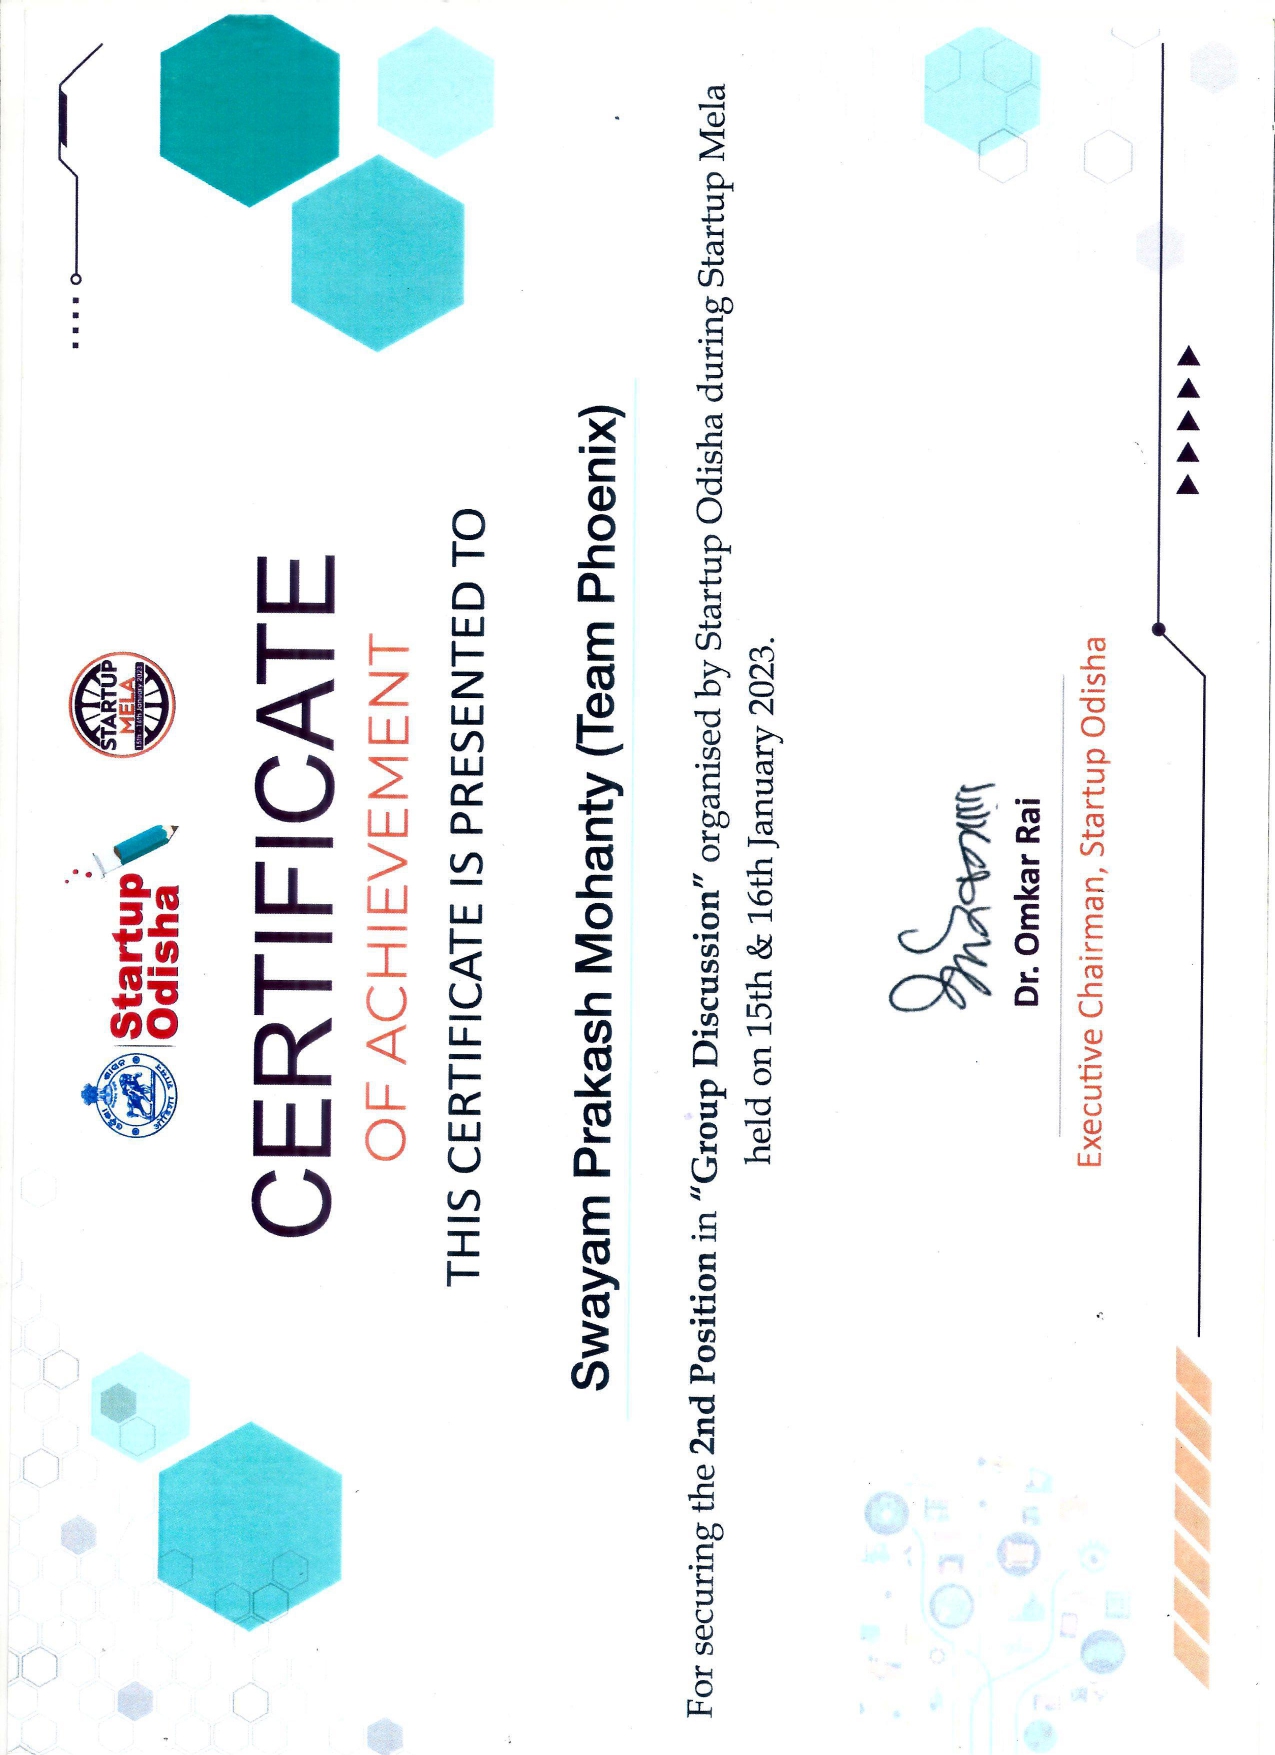 Startup
Odisha
STARTUP
MELA
15th - 16th January 2023
CERTIFICATE
OF ACHIEVEMENT
THIS CERTIFICATE IS PRESENTED TO
Swayam Prakash Mohanty (Team Phoenix)
For securing the 2nd Position in “Group Discussion” organised by Startup Odisha during Startup Mela
held on 15th & 16th January 2023.
Dr. Omkar Rai
Executive Chairman, Startup Odisha